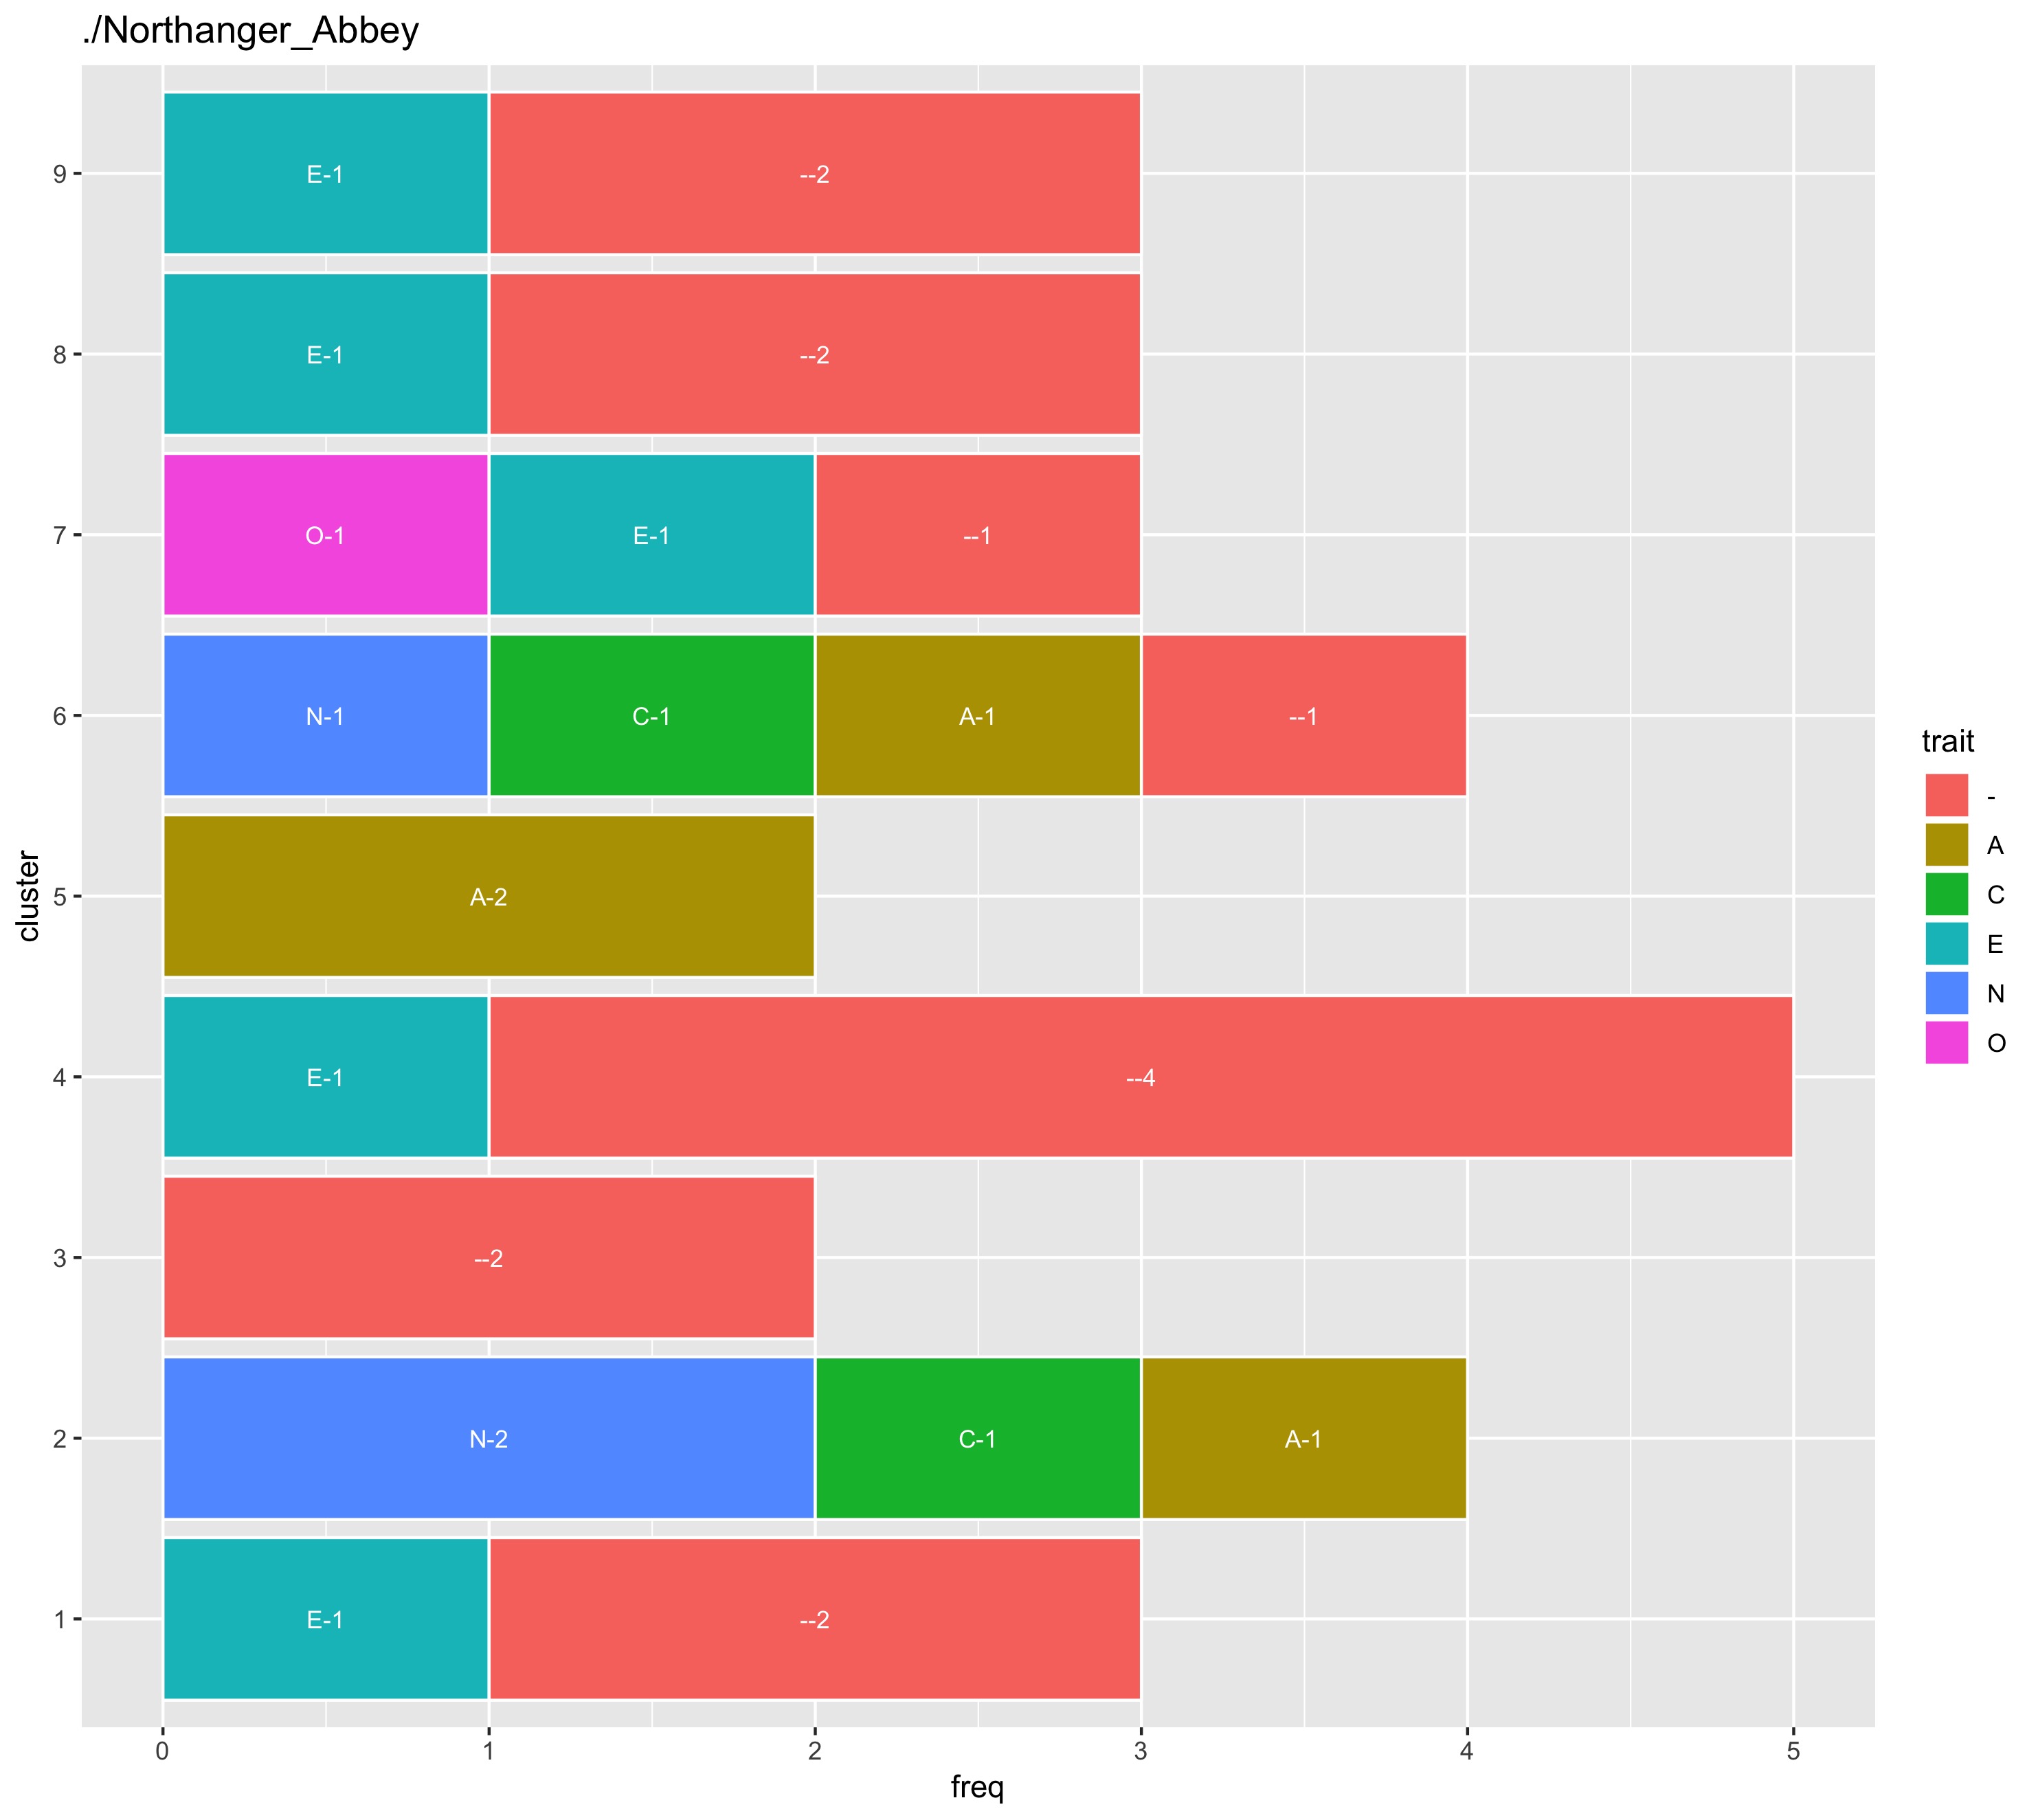 ./Northanger_Abbey
9
E-1
--2
8
E-1
--2
7
O-1
E-1
--1
6
N-1
C-1
A-1
--1
5
A-2
4
E-1
--4
3
--2
2
N-2
C-1
A-1
1
E-1
--2
0 1 2 3 4 5
freq
cluster
trait
-
A
C
E
N
O